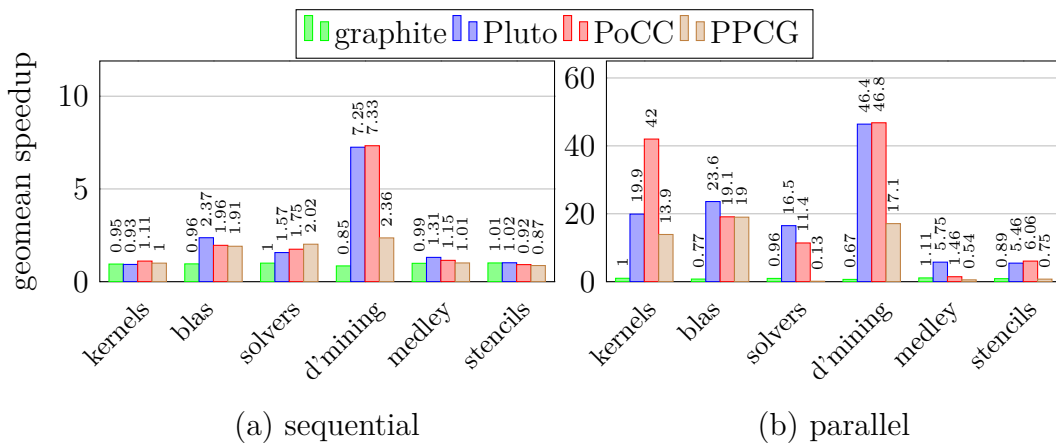 graphite Pluto PoCC PPCG
geomean speedup
10
5
0
0.95 0.93 1.11 1
0.96 2.37 1.96 1.91
1 1.57 1.75 2.02
0.85 7.25 7.33 2.36
0.99 1.31 1.15 1.01
1.01 1.02 0.92 0.87
kernels blas solvers d'mining medley stencils
(a) sequential
60
40
20
0
1 19.9 42 13.9
0.77 23.6 19.1 19
0.96 16.5 11.4 0.13
0.67 46.4 46.8 17.1
1.11 5.75 1.46 0.54
0.89 5.46 6.06 0.75
kernels blas solvers d'mining medley stencils
(b) parallel